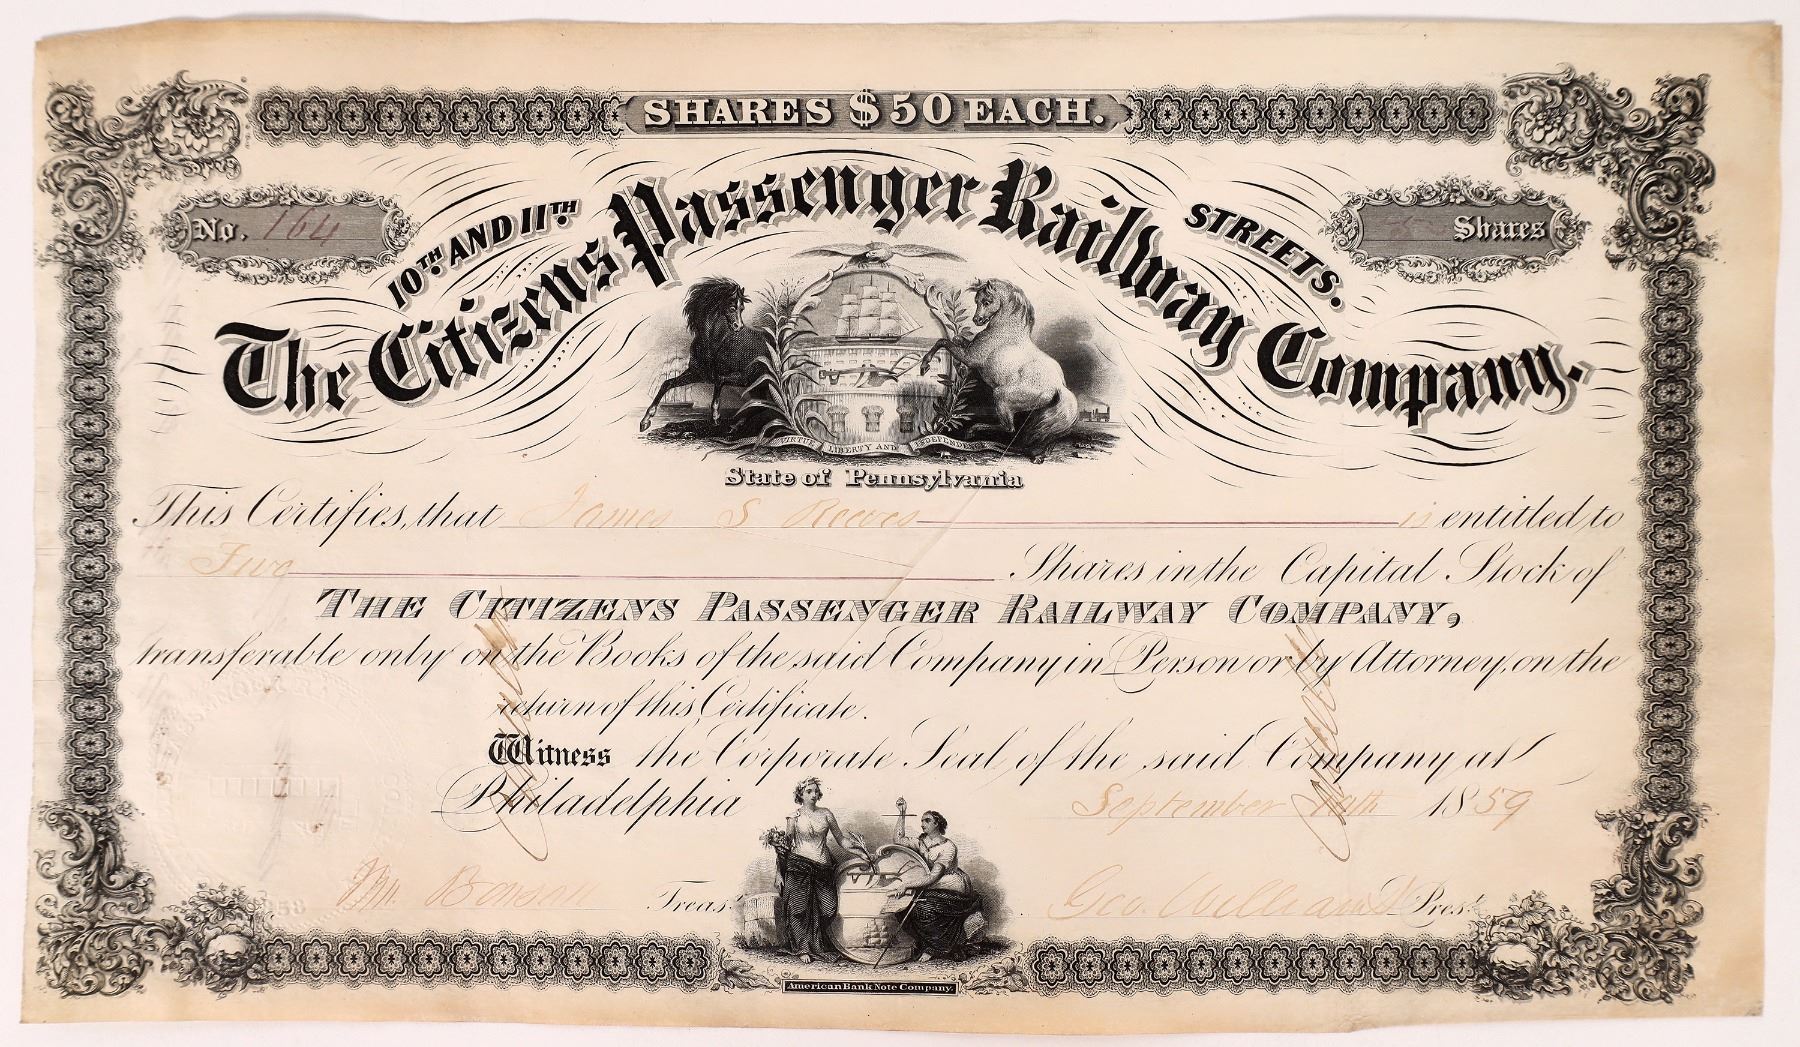 SHARES $50 EACH.
No. 164
10TH AND 11TH STREETS.
Shares
The Citizens Passenger Railway Company.
VIRTUE LIBERTY AND INDEPENDENCE
State of Pennsylvania
This Certifies, that James S Reeves is entitled to
Shares in the Capital Stock of
THE CITIZENS PASSENGER RAILWAY COMPANY,
transferable only on the Books of the said Company in Person or by Attorney, on the
return of this Certificate.
Witness the Corporate Seal of the said Company at
Philadelphia September 1859
Treast. Geo. Williams Prest.
American Bank Note Company.